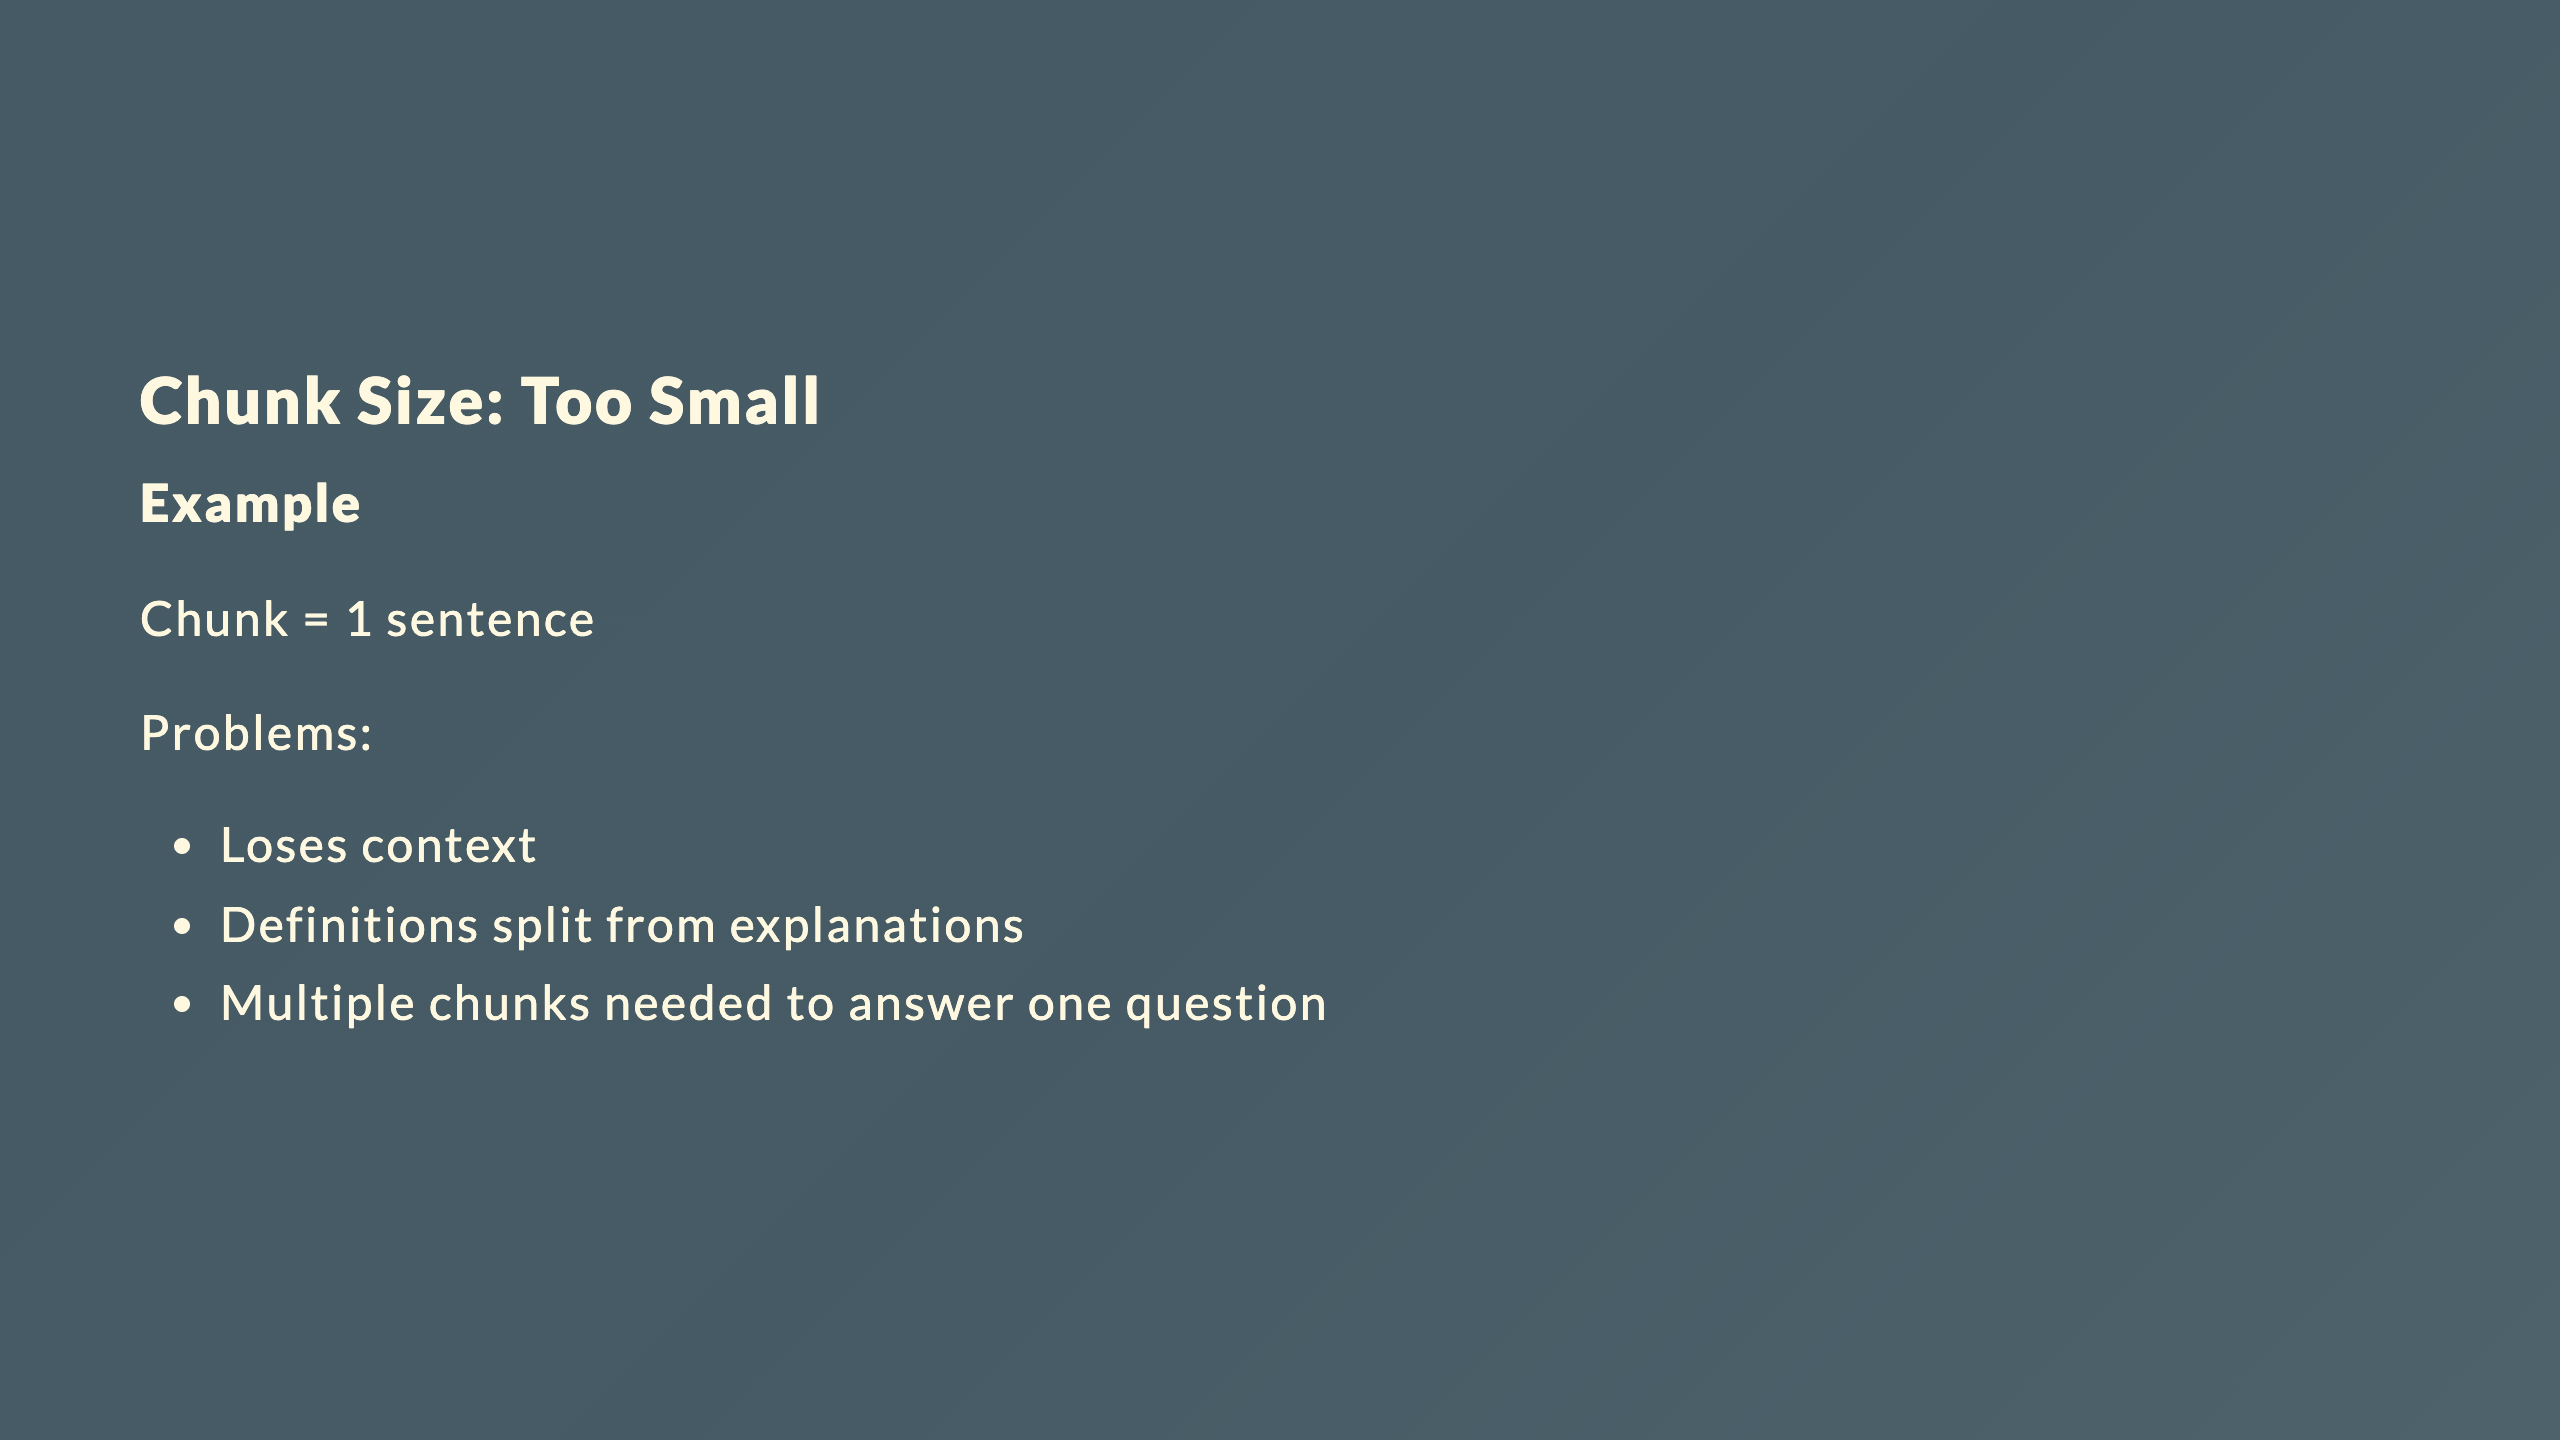 Chunk Size: Too Small
Example
Chunk = 1 sentence
Problems:
• Loses context
• Definitions split from explanations
• Multiple chunks needed to answer one question